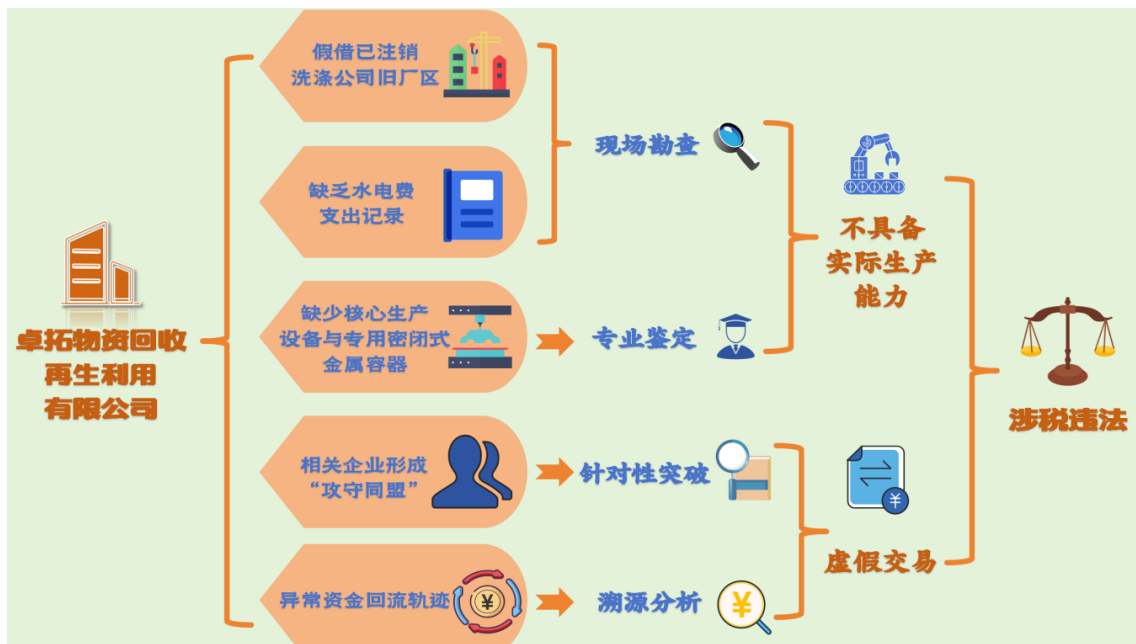 卓拓物资回收
再生利用
有限公司
假借已注销
洗涤公司旧厂区
缺乏水电费
支出记录
缺少核心生产
设备与专用密闭式
金属容器
相关企业形成
“攻守同盟”
异常资金回流轨迹
¥
现场勘查
专业鉴定
针对性突破
溯源分析
¥
不具备
实际生产
能力
¥
虚假交易
涉税违法